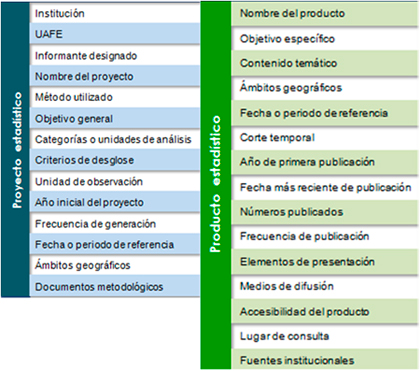 Proyecto estadístico
Institución
UAFE
Informante designado
Nombre del proyecto
Método utilizado
Objetivo general
Categorías o unidades de análisis
Criterios de desglose
Unidad de observación
Año inicial del proyecto
Frecuencia de generación
Fecha o periodo de referencia
Ámbitos geográficos
Documentos metodológicos
Producto estadístico
Nombre del producto
Objetivo específico
Contenido temático
Ámbitos geográficos
Fecha o periodo de referencia
Corte temporal
Año de primera publicación
Fecha más reciente de publicación
Números publicados
Frecuencia de publicación
Elementos de presentación
Medios de difusión
Accesibilidad del producto
Lugar de consulta
Fuentes institucionales